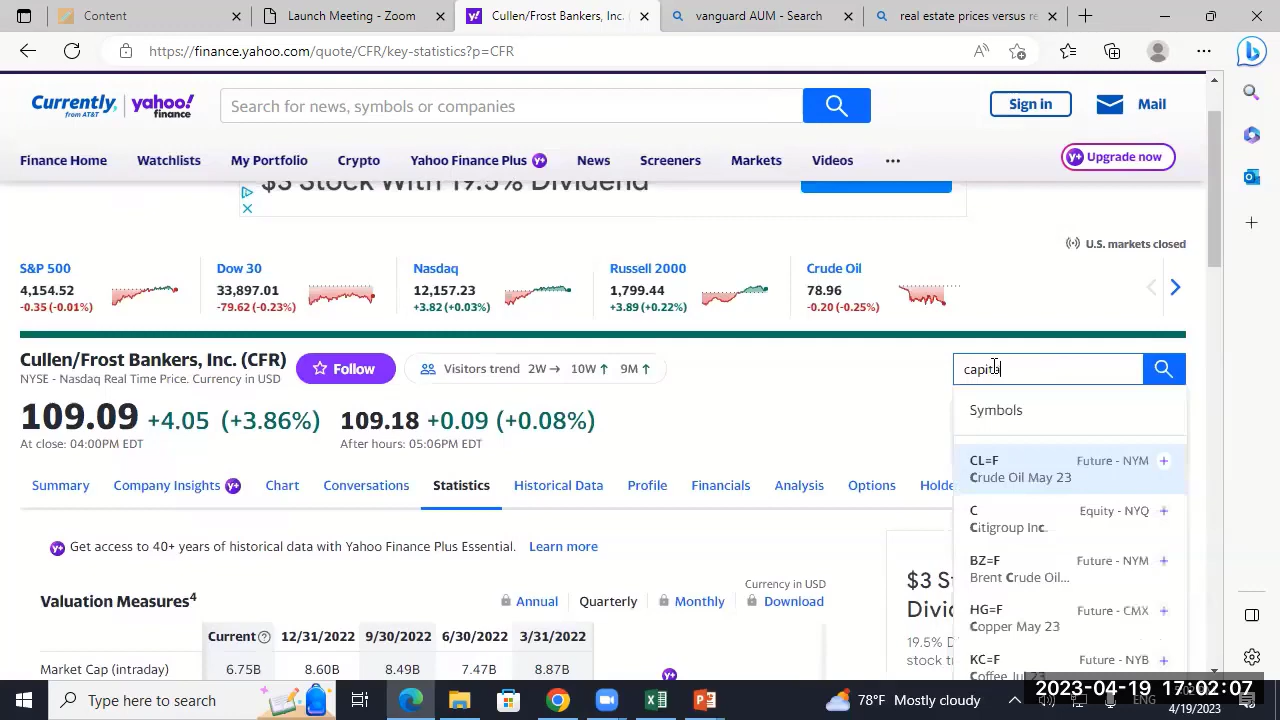 Content
Launch Meeting - Zoom
Cullen/Frost Bankers, Inc.
vanguard AUM - Search
real estate prices versus re
https://finance.yahoo.com/quote/CFR/key-statistics?p=CFR
Currently, from AT&T yahoo! finance
Search for news, symbols or companies
Sign in
Mail
Finance Home Watchlists My Portfolio Crypto Yahoo Finance Plus News Screeners Markets Videos ...
Upgrade now
$3 Stock With 19.5% Dividend
U.S. markets closed
S&P 500 Dow 30 Nasdaq Russell 2000 Crude Oil
4,154.52 33,897.01 12,157.23 1,799.44 78.96
-0.35 (-0.01%) -79.62 (-0.23%) +3.82 (+0.03%) +3.89 (+0.22%) -0.20 (-0.25%)
Cullen/Frost Bankers, Inc. (CFR)
Follow
Visitors trend 2W→ 10W↑ 9M↑
capita
NYSE - Nasdaq Real Time Price. Currency in USD
109.09 +4.05 (+3.86%) 109.18 +0.09 (+0.08%)
At close: 04:00PM EDT After hours: 05:06PM EDT
Symbols
CL=F Future - NYM +
Crude Oil May 23
C Equity - NYQ +
Citigroup Inc.
BZ=F Future - NYM +
Brent Crude Oil...
HG=F Future - CMX +
Copper May 23
KC=F Future - NYB +
Coffee Jul 23
Summary Company Insights Chart Conversations Statistics Historical Data Profile Financials Analysis Options Holde
Get access to 40+ years of historical data with Yahoo Finance Plus Essential. Learn more
$3 S
Divid
19.5% D
stock t
Currency in USD
Valuation Measures4
Annual Quarterly Monthly Download
Current 12/31/2022 9/30/2022 6/30/2022 3/31/2022
Market Cap (intraday) 6.75B 8.60B 8.49B 7.47B 8.87B
Type here to search
78°F Mostly cloudy
ENG
2023-04-19 17:02:07
4/19/2023